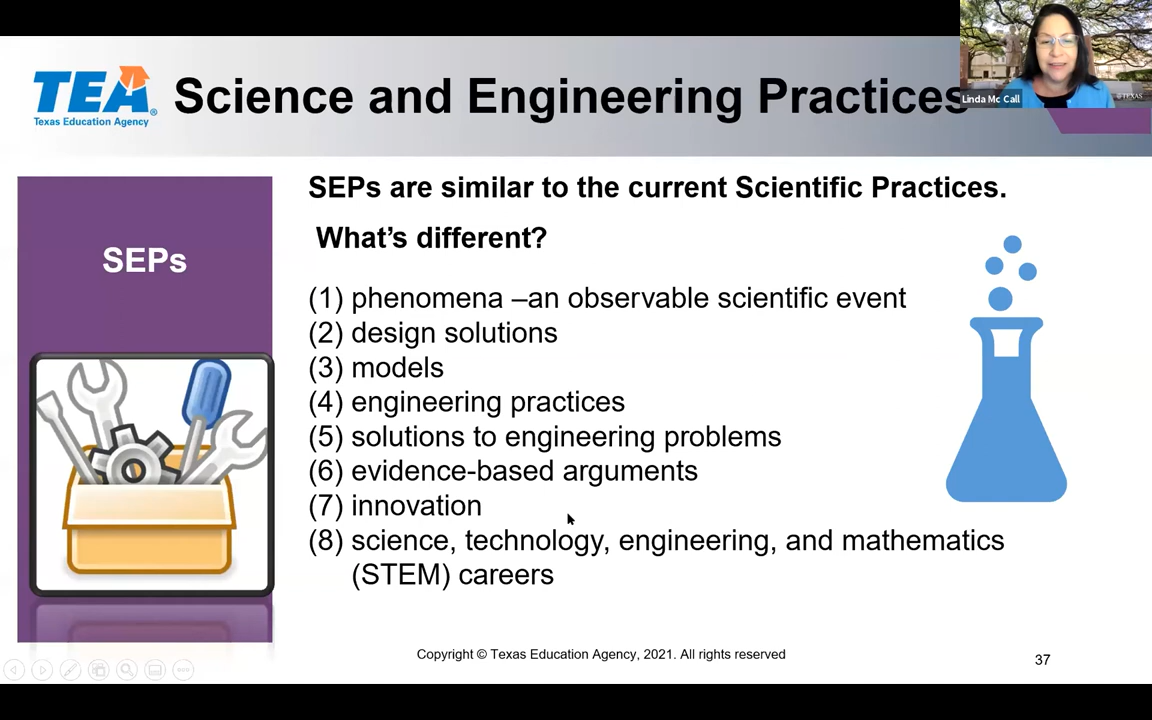 TEA
Texas Education Agency
Science and Engineering Practices
Linda Mc Call
TEXAS
SEPs
SEPs are similar to the current Scientific Practices.
What's different?
(1) phenomena –an observable scientific event
(2) design solutions
(3) models
(4) engineering practices
(5) solutions to engineering problems
(6) evidence-based arguments
(7) innovation
(8) science, technology, engineering, and mathematics
(STEM) careers
Copyright © Texas Education Agency, 2021. All rights reserved
37